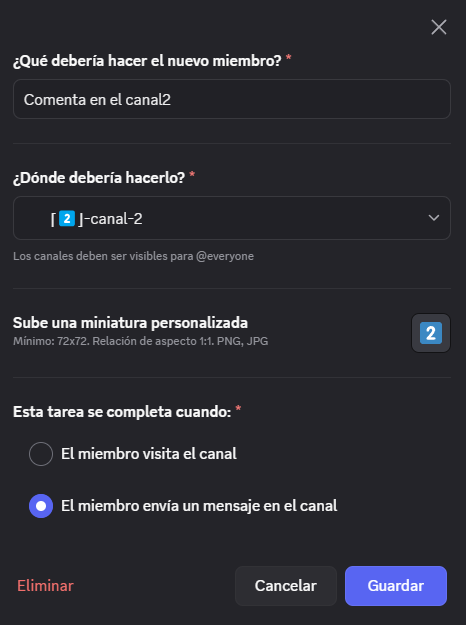 ¿Qué debería hacer el nuevo miembro? *
Comenta en el canal2
¿Dónde debería hacerlo? *
⌈2️⃣⌋-canal-2
Los canales deben ser visibles para @everyone
Sube una miniatura personalizada
Mínimo: 72x72. Relación de aspecto 1:1. PNG, JPG
2
Esta tarea se completa cuando: *
El miembro visita el canal
El miembro envía un mensaje en el canal
Eliminar
Cancelar
Guardar